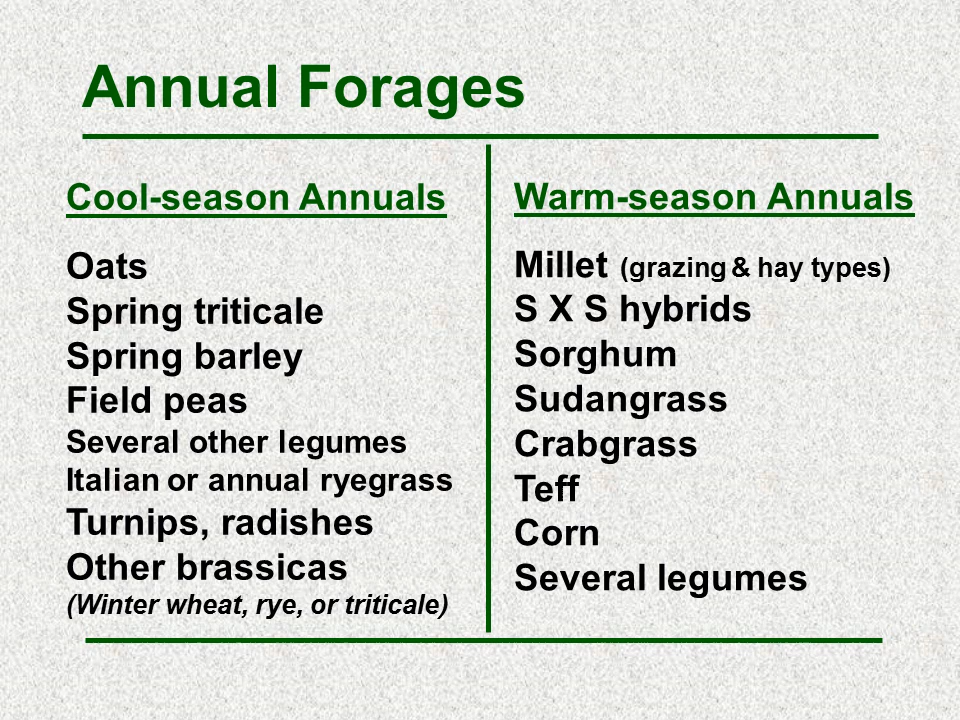 Annual Forages
Cool-season Annuals
Oats
Spring triticale
Spring barley
Field peas
Several other legumes
Italian or annual ryegrass
Turnips, radishes
Other brassicas
(Winter wheat, rye, or triticale)
Warm-season Annuals
Millet (grazing & hay types)
S X S hybrids
Sorghum
Sudangrass
Crabgrass
Teff
Corn
Several legumes